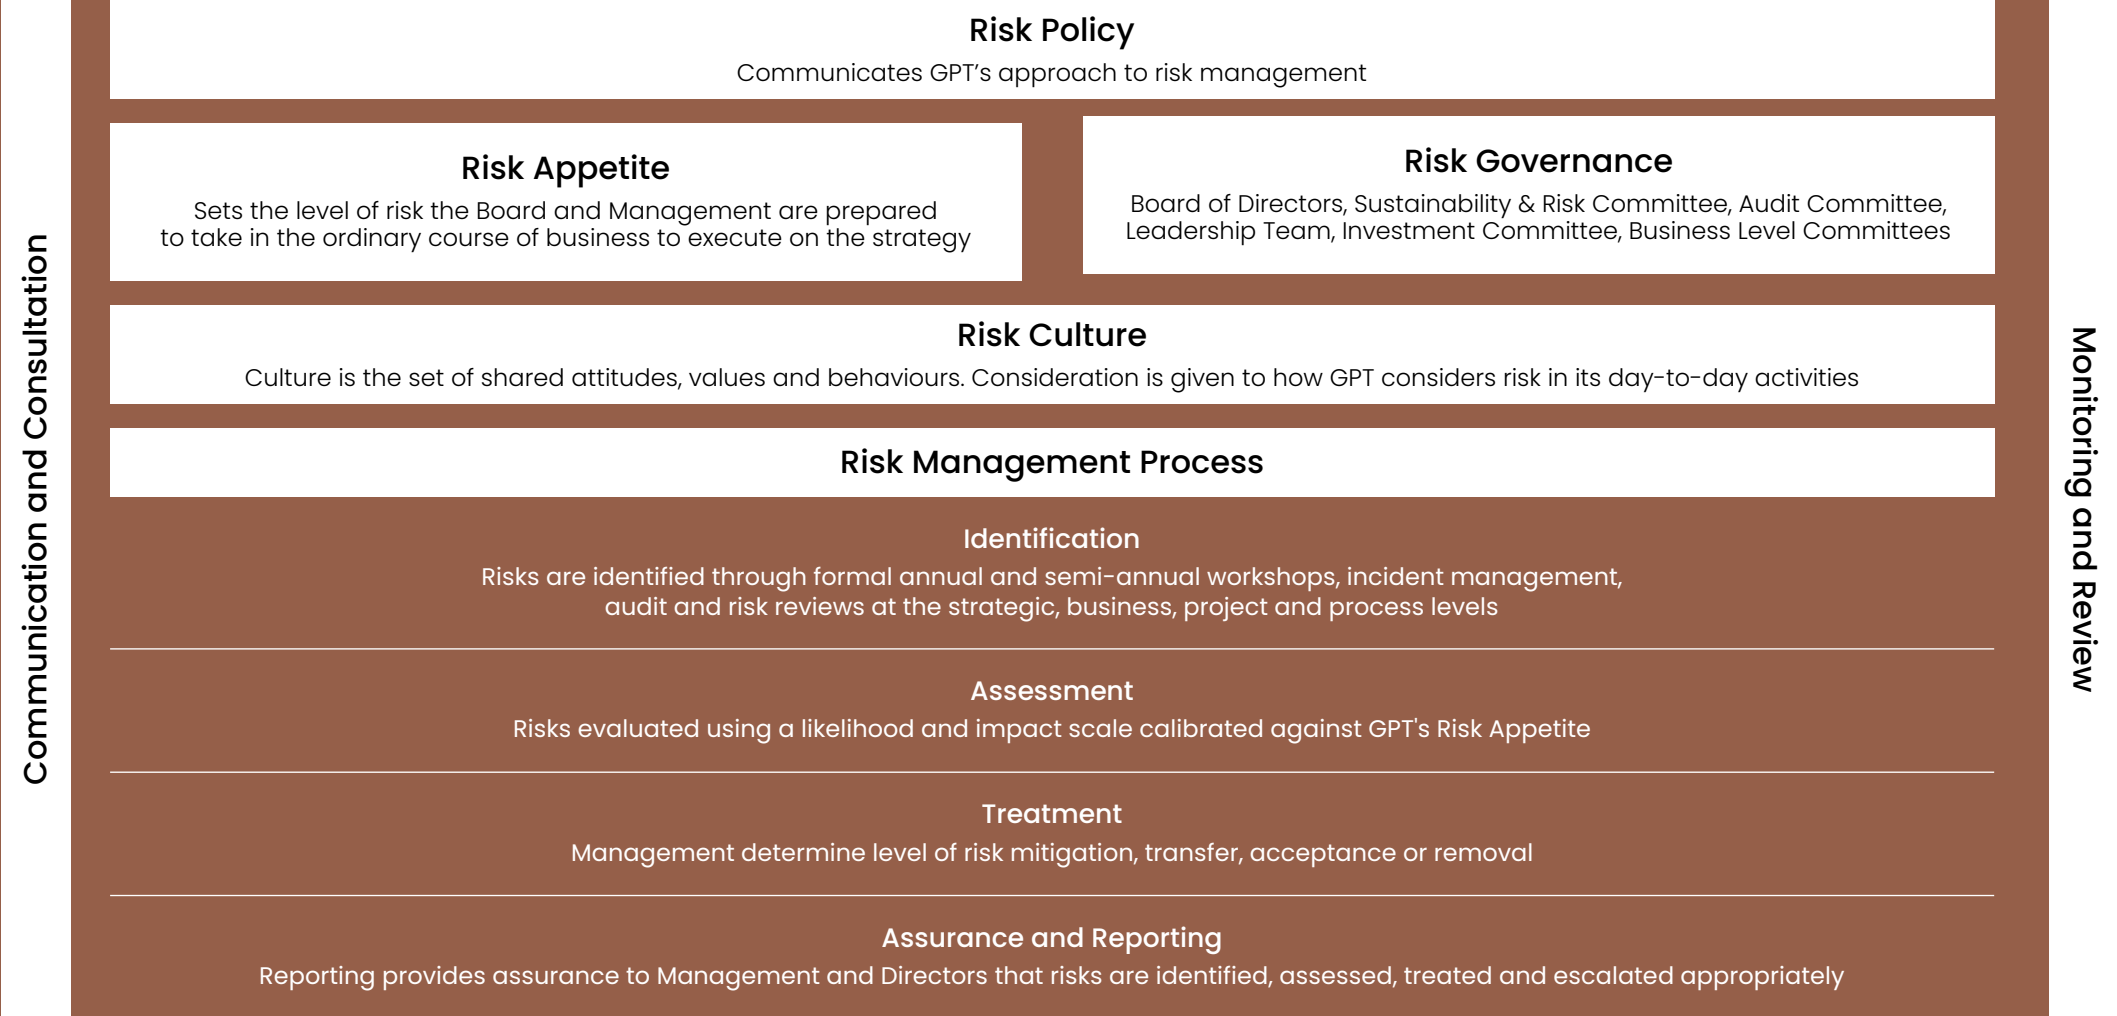 Risk Policy
Communicates GPT’s approach to risk management
Risk Appetite
Sets the level of risk the Board and Management are prepared
to take in the ordinary course of business to execute on the strategy
Risk Governance
Board of Directors, Sustainability & Risk Committee, Audit Committee,
Leadership Team, Investment Committee, Business Level Committees
Risk Culture
Culture is the set of shared attitudes, values and behaviours. Consideration is given to how GPT considers risk in its day-to-day activities
Risk Management Process
Identification
Risks are identified through formal annual and semi-annual workshops, incident management,
audit and risk reviews at the strategic, business, project and process levels
Assessment
Risks evaluated using a likelihood and impact scale calibrated against GPT's Risk Appetite
Treatment
Management determine level of risk mitigation, transfer, acceptance or removal
Assurance and Reporting
Reporting provides assurance to Management and Directors that risks are identified, assessed, treated and escalated appropriately
Communication and Consultation
Monitoring and Review